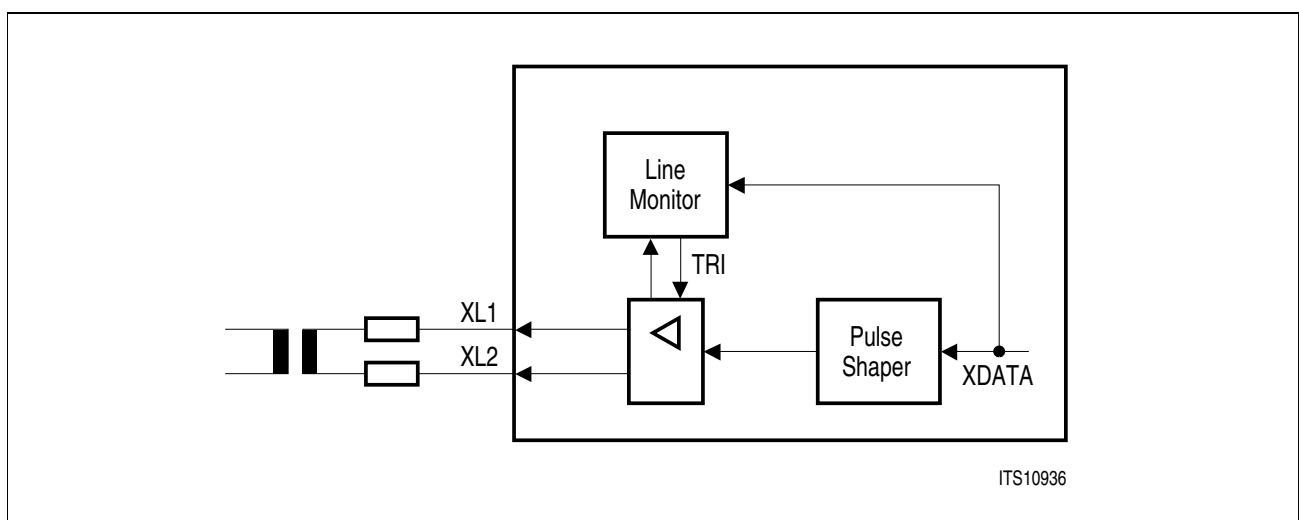 Line
Monitor
TRI
XL1
XL2
Pulse
Shaper
XDATA
ITS10936